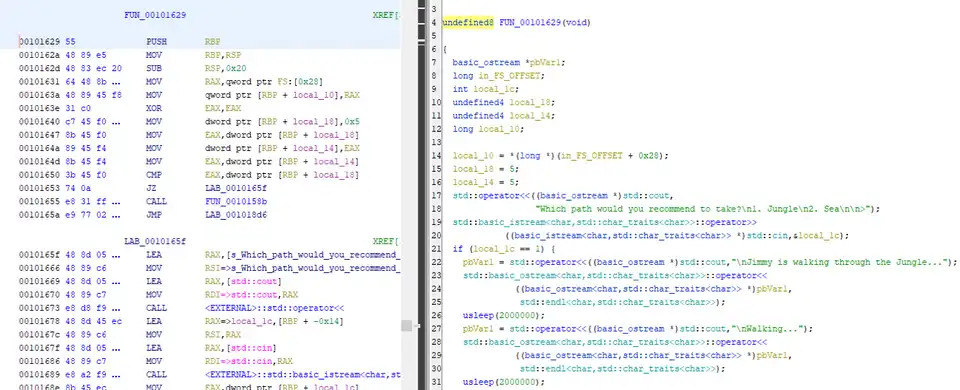 FUN_00101629 XREF[
00101629 55 PUSH RBP
0010162a 48 89 e5 MOV RBP,RSP
0010162d 48 83 ec 20 SUB RSP,0x20
00101631 64 48 8b ... MOV RAX,qword ptr FS:[0x28]
0010163a 48 89 45 f8 MOV qword ptr [RBP + local_10],RAX
0010163e 31 c0 XOR EAX,EAX
00101640 c7 45 f0 ... MOV dword ptr [RBP + local_18],0x5
00101647 8b 45 f0 MOV EAX,dword ptr [RBP + local_18]
0010164a 89 45 f4 MOV dword ptr [RBP + local_14],EAX
0010164d 8b 45 f4 MOV EAX,dword ptr [RBP + local_14]
00101650 3b 45 f0 CMP EAX,dword ptr [RBP + local_18]
00101653 74 0a JZ LAB_0010165f
00101655 e8 31 ff ... CALL FUN_0010158b
0010165a e9 77 02 ... JMP LAB_001018d6
LAB_0010165f XREF[
0010165f 48 8d 05 ... LEA RAX,[s_Which_path_would_you_recommend_
00101666 48 89 c6 MOV RSI=>s_Which_path_would_you_recommend_
00101669 48 8d 05 ... LEA RAX,[std::cout]
00101670 48 89 c7 MOV RDI=>std::cout,RAX
00101673 e8 d8 f9 ... CALL <EXTERNAL>::std::operator<<
00101678 48 8d 45 ec LEA RAX=>local_1c,[RBP + -0x14]
0010167c 48 89 c6 MOV RSI,RAX
0010167f 48 8d 05 ... LEA RAX,[std::cin]
00101686 48 89 c7 MOV RDI=>std::cin,RAX
00101689 e8 a2 f9 ... CALL <EXTERNAL>::std::basic_istream<char,st
0010168e 8b 45 ec MOV EAX,dword ptr [RBP + local_1c]
3
4 undefined8 FUN_00101629(void)
5
6 {
7 basic_ostream *pbVar1;
8 long in_FS_OFFSET;
9 int local_1c;
10 undefined4 local_18;
11 undefined4 local_14;
12 long local_10;
13
14 local_10 = *(long *)(in_FS_OFFSET + 0x28);
15 local_18 = 5;
16 local_14 = 5;
17 std::operator<<((basic_ostream *)std::cout,
18 "Which path would you recommend to take?\n1. Jungle\n2. Sea\n\n>");
19 std::basic_istream<char,std::char_traits<char>>::operator>>
20 ((basic_istream<char,std::char_traits<char>> *)std::cin,&local_1c);
21 if (local_1c == 1) {
22 pbVar1 = std::operator<<((basic_ostream *)std::cout,"\nJimmy is walking through the Jungle...");
23 std::basic_ostream<char,std::char_traits<char>>::operator<<
24 ((basic_ostream<char,std::char_traits<char>> *)pbVar1,
25 std::endl<char,std::char_traits<char>>);
26 usleep(2000000);
27 pbVar1 = std::operator<<((basic_ostream *)std::cout,"\nWalking...");
28 std::basic_ostream<char,std::char_traits<char>>::operator<<
29 ((basic_ostream<char,std::char_traits<char>> *)pbVar1,
30 std::endl<char,std::char_traits<char>>);
31 usleep(2000000);